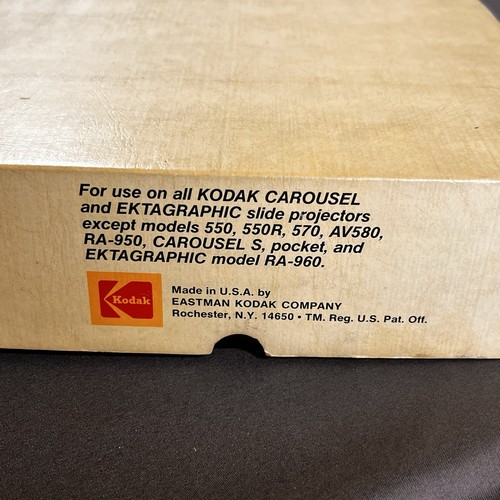 For use on all KODAK CAROUSEL
and EKTAGRAPHIC slide projectors
except models 550, 550R, 570, AV580,
RA-950, CAROUSEL S, pocket, and
EKTAGRAPHIC model RA-960.
Kodak
Made in U.S.A. by
EASTMAN KODAK COMPANY
Rochester, N.Y. 14650 • TM. Reg. U.S. Pat. Off.